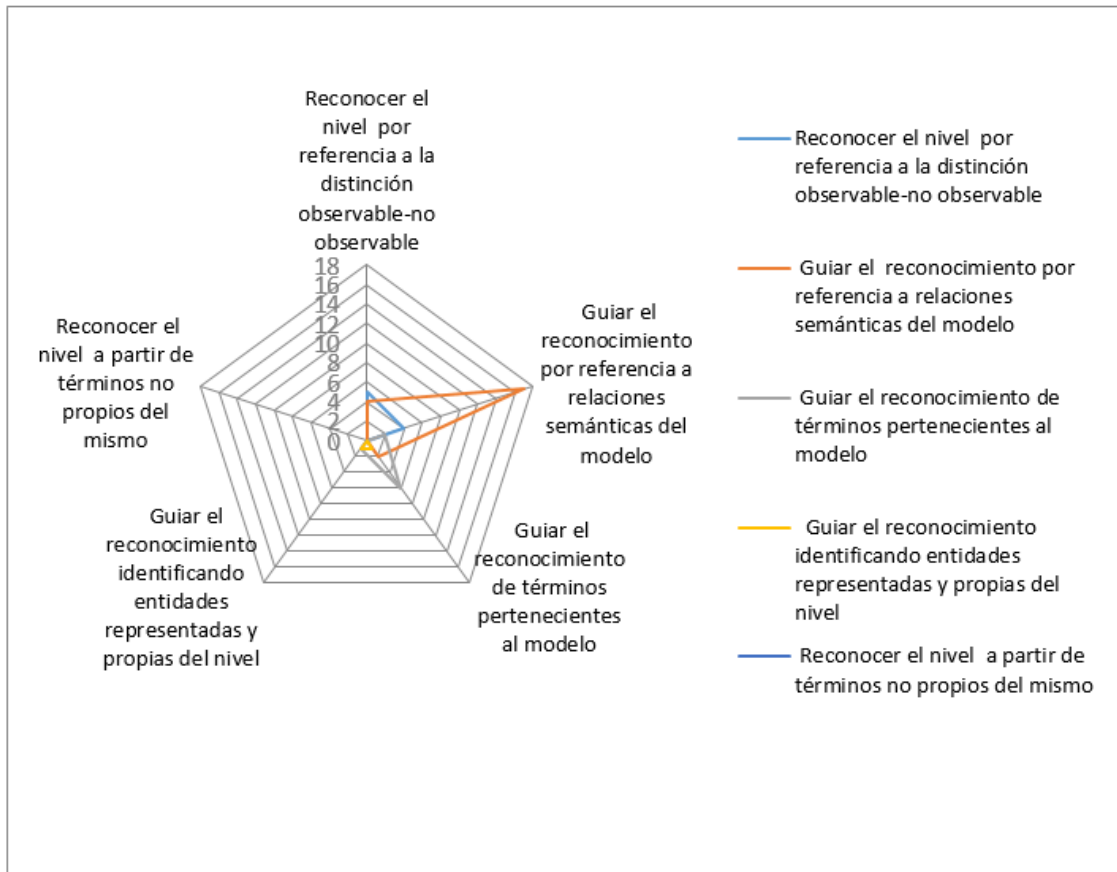 Reconocer el
nivel por
referencia a la
distinción
observable-no
observable
18
16
14
12
10
8
6
4
2
0
Guiar el
reconocimiento
por referencia a
relaciones
semánticas del
modelo
Guiar el
reconocimiento
de términos
pertenecientes
al modelo
Guiar el
reconocimiento
identificando
entidades
representadas y
propias del nivel
Reconocer el
nivel a partir de
términos no
propios del
mismo
Reconocer el nivel por
referencia a la distinción
observable-no observable
Guiar el reconocimiento por
referencia a relaciones
semánticas del modelo
Guiar el reconocimiento de
términos pertenecientes al
modelo
Guiar el reconocimiento
identificando entidades
representadas y propias del
nivel
Reconocer el nivel a partir de
términos no propios del mismo